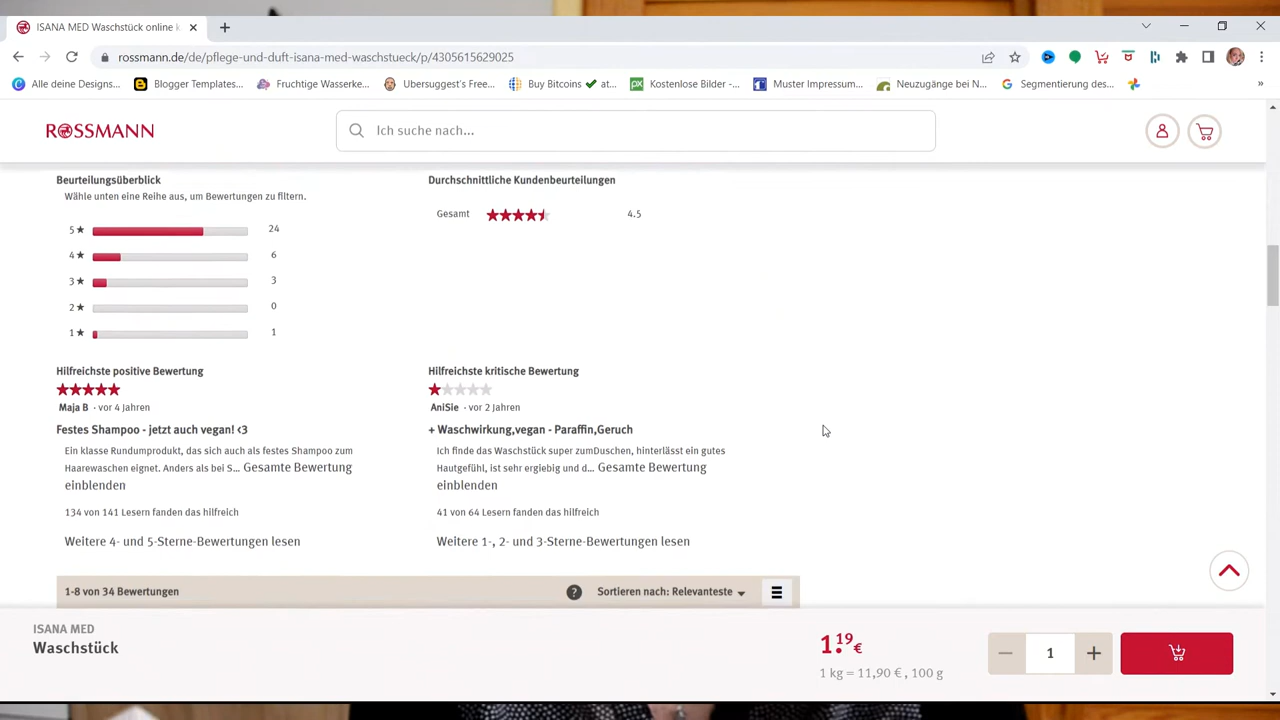 ISANA MED Waschstück online k
rossmann.de/de/pflege-und-duft-isana-med-waschstueck/p/4305615629025
Alle deine Designs... Blogger Templates... Fruchtige Wasserke... Ubersuggest's Free... Buy Bitcoins ✔ at... Kostenlose Bilder -... Muster Impressum... Neuzugänge bei N... Segmentierung des... »
ROSSMANN
Ich suche nach...
Beurteilungsüberblick
Wähle unten eine Reihe aus, um Bewertungen zu filtern.
5 ★ 24
4 ★ 6
3 ★ 3
2 ★ 0
1 ★ 1
Durchschnittliche Kundenbeurteilungen
Gesamt 4.5
Hilfreichste positive Bewertung
Maja B · vor 4 Jahren
Festes Shampoo - jetzt auch vegan! <3
Ein klasse Rundumprodukt, das sich auch als festes Shampoo zum
Haarewaschen eignet. Anders als bei S... Gesamte Bewertung
einblenden
134 von 141 Lesern fanden das hilfreich
Weitere 4- und 5-Sterne-Bewertungen lesen
Hilfreichste kritische Bewertung
AniSie · vor 2 Jahren
+ Waschwirkung,vegan - Paraffin,Geruch
Ich finde das Waschstück super zumDuschen, hinterlässt ein gutes
Hautgefühl, ist sehr ergiebig und d... Gesamte Bewertung
einblenden
41 von 64 Lesern fanden das hilfreich
Weitere 1-, 2- und 3-Sterne-Bewertungen lesen
1-8 von 34 Bewertungen
? Sortieren nach: Relevanteste
ISANA MED
Waschstück
1.19 €
1 kg = 11,90 € , 100 g
1